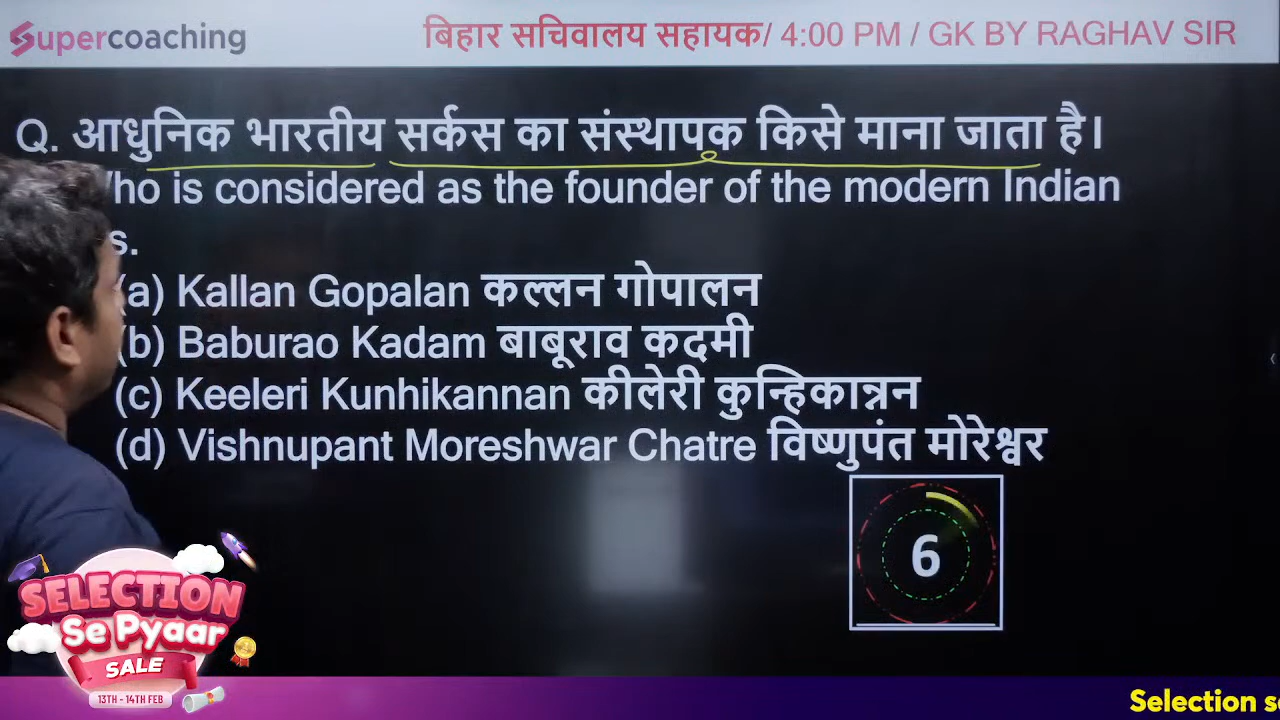 Supercoaching
बिहार सचिवालय सहायक/ 4:00 PM / GK BY RAGHAV SIR
Q. आधुनिक भारतीय सर्कस का संस्थापक किसे माना जाता है।
ho is considered as the founder of the modern Indian
s.
(a) Kallan Gopalan कल्लन गोपालन
(b) Baburao Kadam बाबूराव कदमी
(c) Keeleri Kunhikannan कीलेरी कुन्हिकान्नन
(d) Vishnupant Moreshwar Chatre विष्णुपंत मोरेश्वर
6
SELECTION
Se Pyaar
SALE
13TH - 14TH FEB
Selection s